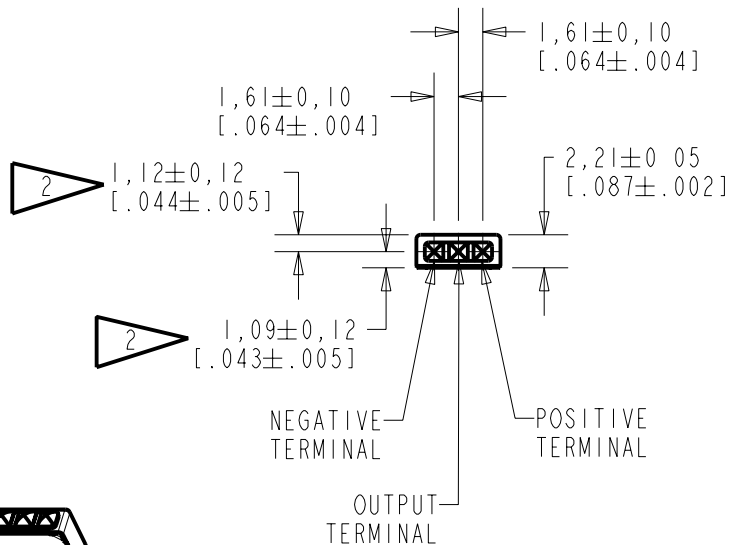 1,61±0,10
[.064±.004]
1,61±0,10
[.064±.004]
2
1,12±0,12
[.044±.005]
2,21±0 05
[.087±.002]
2
1,09±0,12
[.043±.005]
NEGATIVE
TERMINAL
POSITIVE
TERMINAL
OUTPUT
TERMINAL